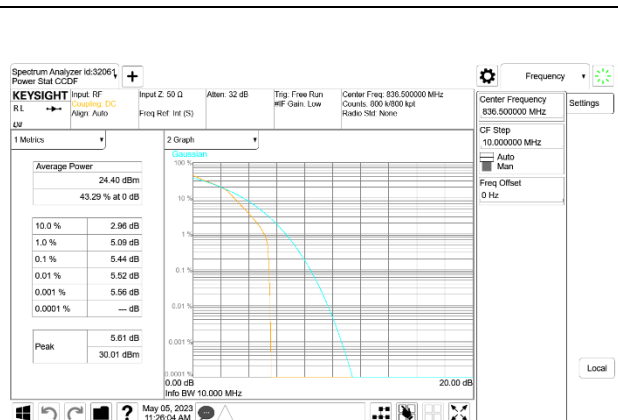 Spectrum Analyzer id:32061
Power Stat CCDF
Frequency
KEYSIGHT
R L
Input: RF
Coupling: DC
Align: Auto
Input Z: 50 Ω
Freq Ref: Int (S)
Atten: 32 dB
Trig: Free Run
#IF Gain: Low
Center Freq: 836.500000 MHz
Counts: 800 k/800 kpt
Radio Std: None
Center Frequency
836.500000 MHz
Settings
CF Step
10.000000 MHz
Auto
Man
Freq Offset
0 Hz
1 Metrics
2 Graph
Average Power
24.40 dBm
43.29 % at 0 dB
10.0 % 2.96 dB
1.0 % 5.09 dB
0.1 % 5.44 dB
0.01 % 5.52 dB
0.001 % 5.56 dB
0.0001 % --- dB
Peak
5.61 dB
30.01 dBm
Gaussian
100 %
10 %
1 %
0.1 %
0.01 %
0.001 %
0.0001 %
0.00 dB 20.00 dB
Info BW 10.000 MHz
Local
?
May 05, 2023
11:26:04 AM